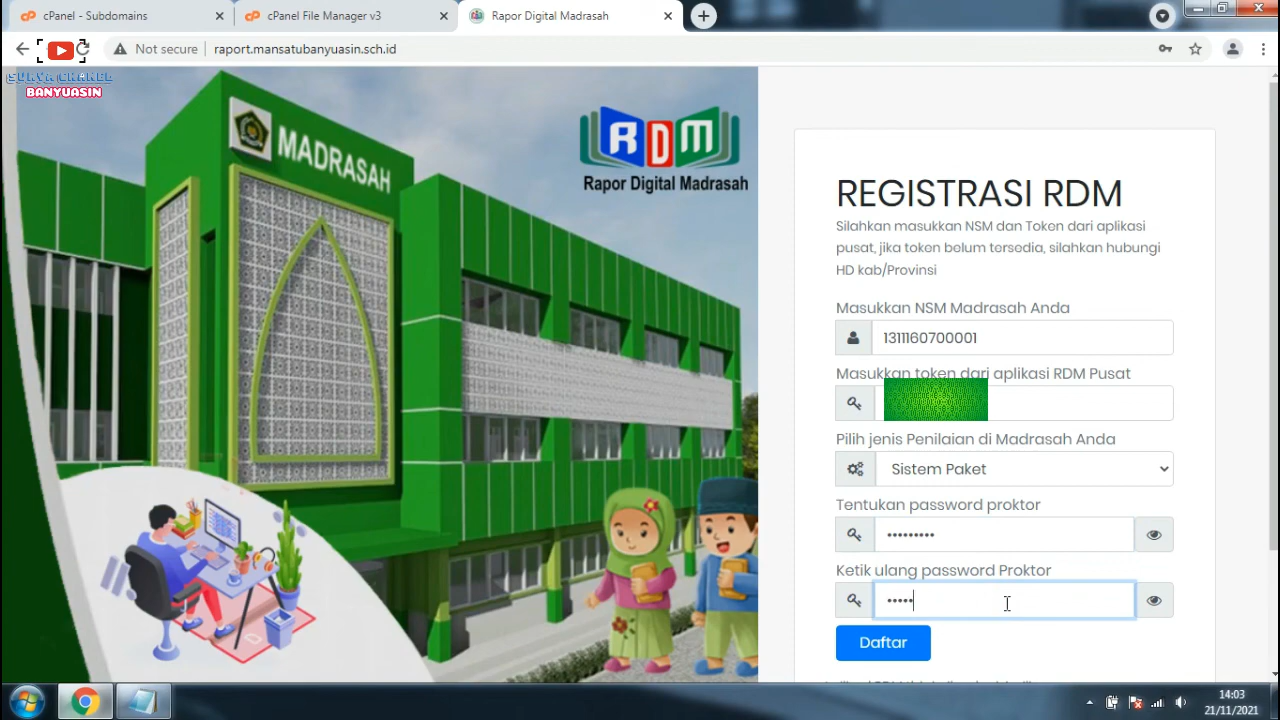 cPanel - Subdomains
cPanel File Manager v3
Rapor Digital Madrasah
Not secure
raport.mansatubanyuasin.sch.id
SURYA CHANEL
BANYUASIN
MADRASAH
RDM
Rapor Digital Madrasah
REGISTRASI RDM
Silahkan masukkan NSM dan Token dari aplikasi
pusat, jika token belum tersedia, silahkan hubungi
HD kab/Provinsi
Masukkan NSM Madrasah Anda
131116070001
Masukkan token dari aplikasi RDM Pusat
Pilih jenis Penilaian di Madrasah Anda
Sistem Paket
Tentukan password proktor
•••••••••
Ketik ulang password Proktor
•••••
Daftar
14:03
21/11/2021